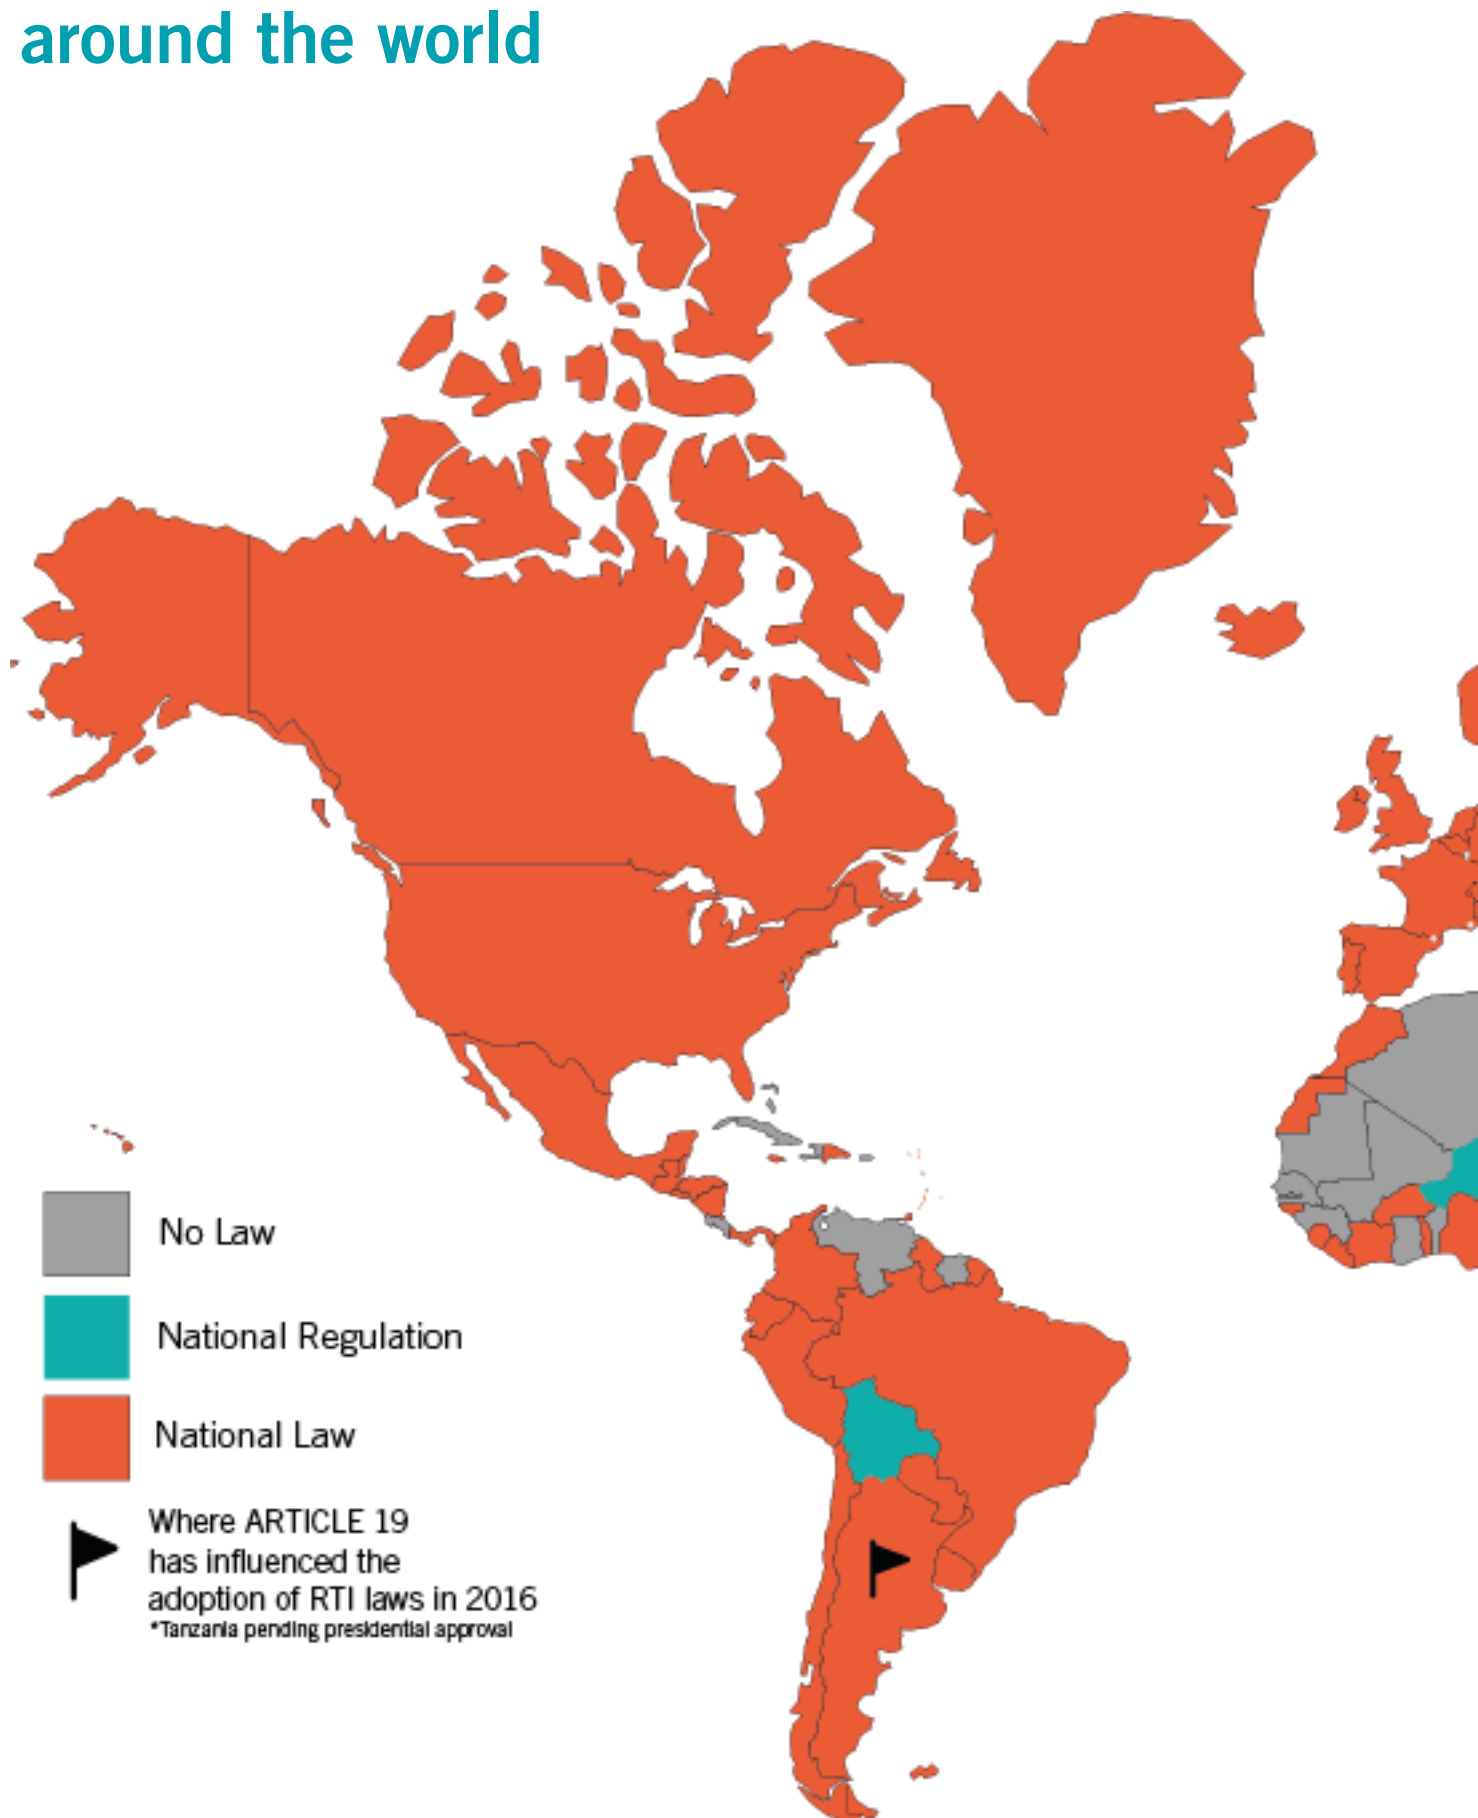 around the world
No Law
National Regulation
National Law
Where ARTICLE 19
has influenced the
adoption of RTI laws in 2016
*Tanzania pending presidential approval